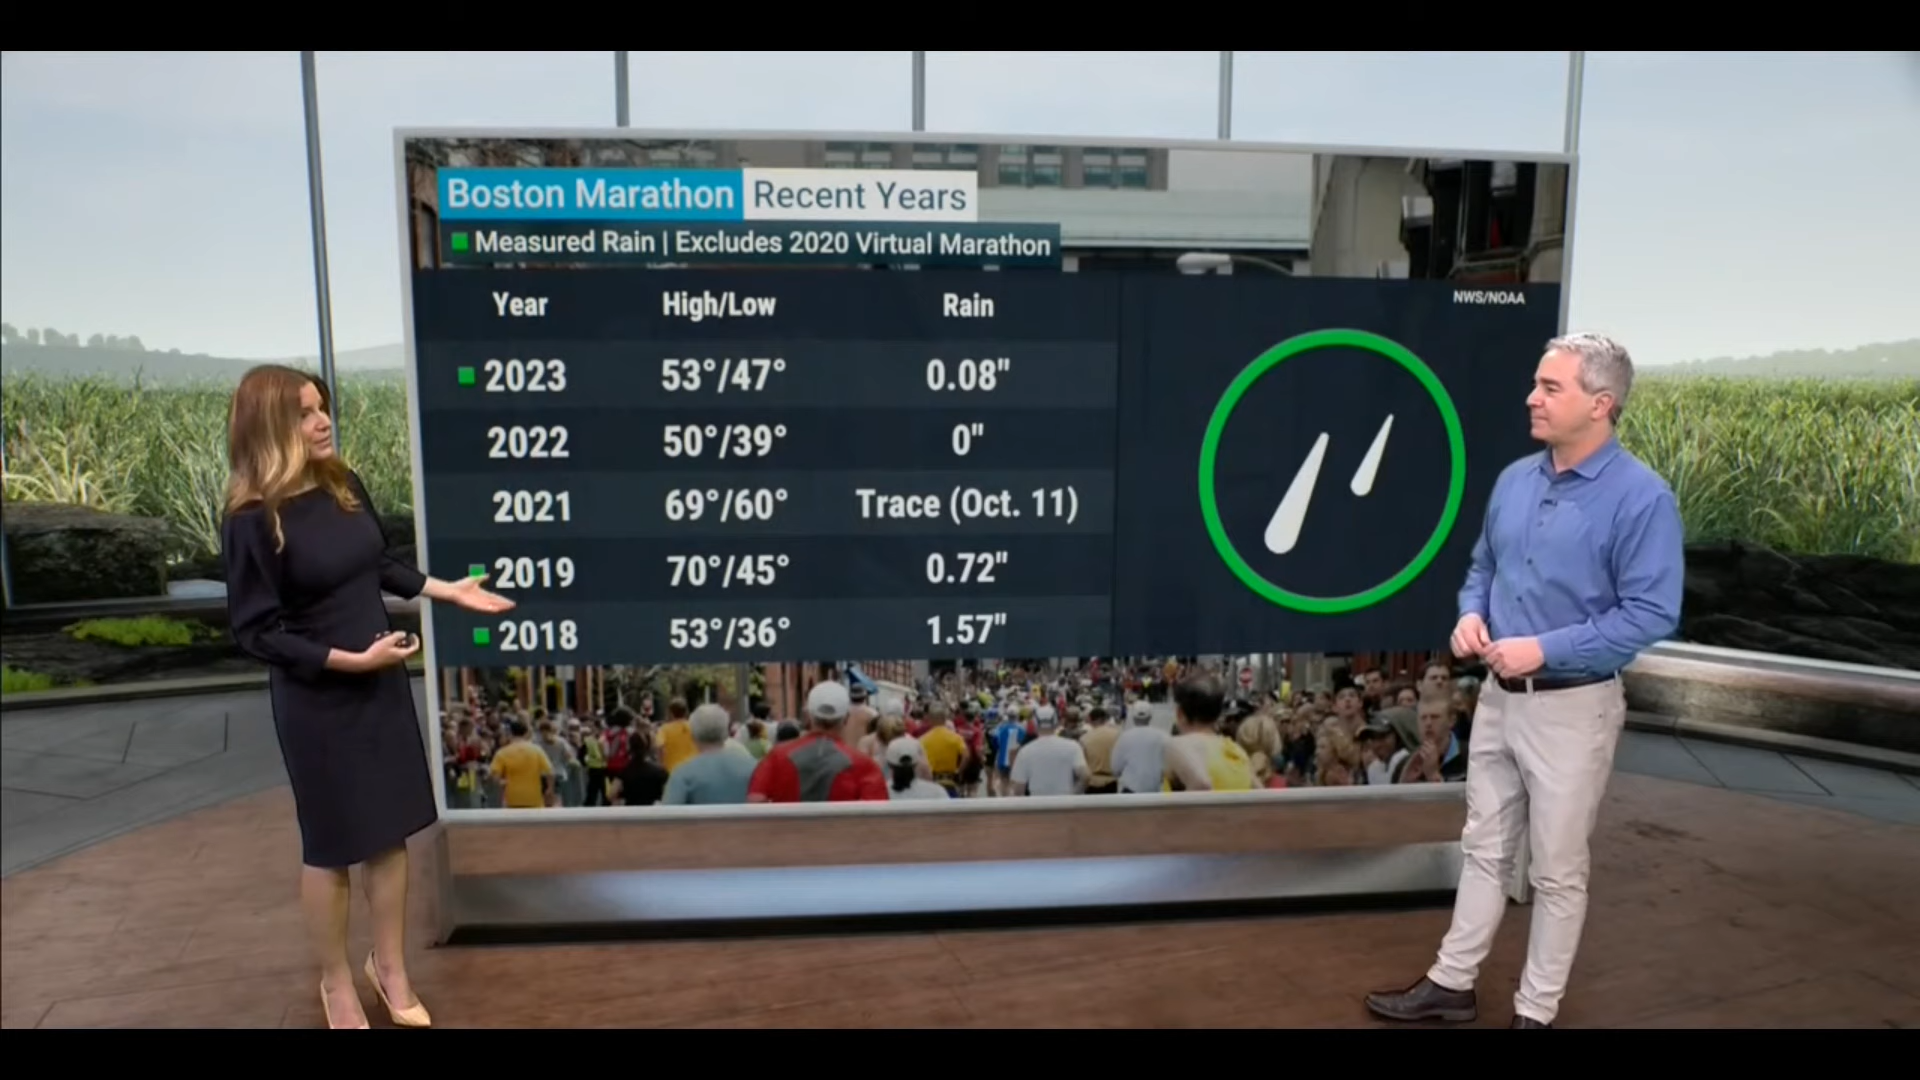 Boston Marathon Recent Years
Measured Rain | Excludes 2020 Virtual Marathon
NWS/NOAA
Year High/Low Rain
2023 53°/47° 0.08"
2022 50°/39° 0"
2021 69°/60° Trace (Oct. 11)
2019 70°/45° 0.72"
2018 53°/36° 1.57"